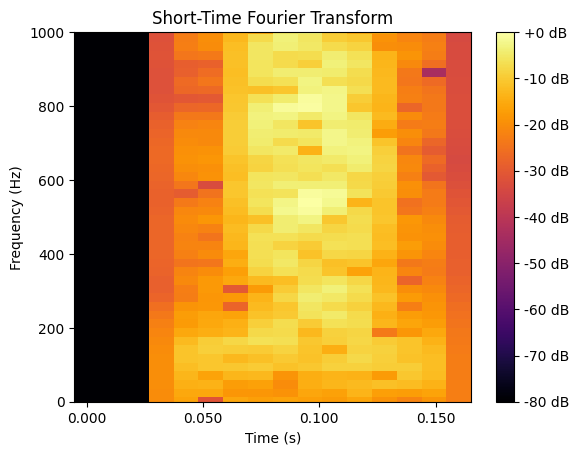 Short-Time Fourier Transform
1000
800
600
400
200
0
Frequency (Hz)
0.000
0.050
0.100
0.150
Time (s)
+0 dB
-10 dB
-20 dB
-30 dB
-40 dB
-50 dB
-60 dB
-70 dB
-80 dB